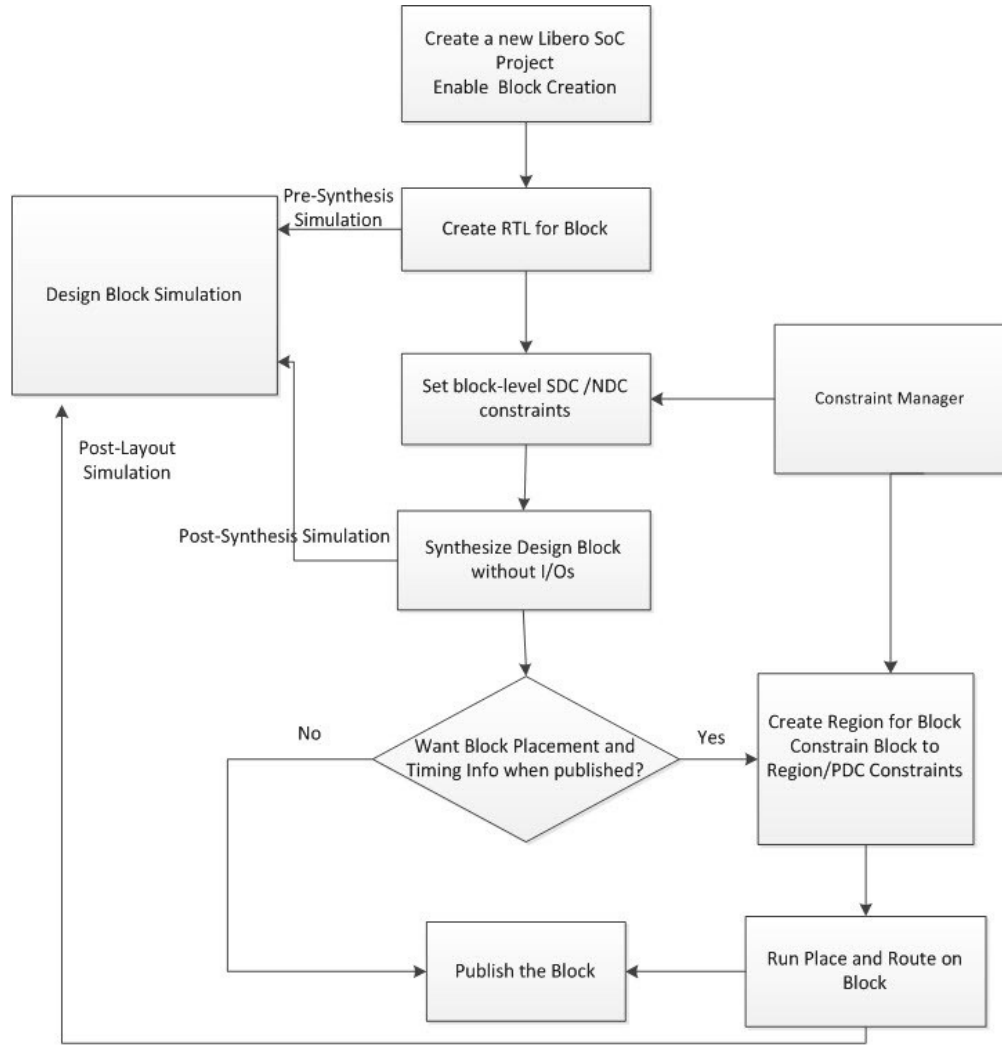 Create a new Libero SoC
Project
Enable Block Creation
Pre-Synthesis
Simulation
Create RTL for Block
Design Block Simulation
Set block-level SDC /NDC
constraints
Constraint Manager
Post-Layout
Simulation
Post-Synthesis Simulation
Synthesize Design Block
without I/Os
No
Want Block Placement and
Timing Info when published?
Yes
Create Region for Block
Constrain Block to
Region/PDC Constraints
Publish the Block
Run Place and Route on
Block